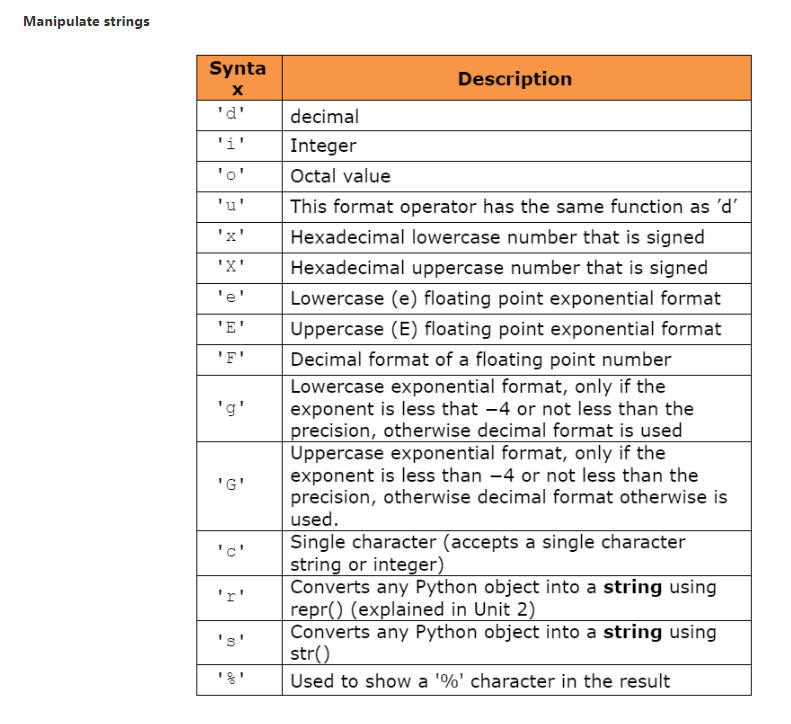 Manipulate strings
Synta
x
Description
'd'
decimal
'i'
Integer
'o'
Octal value
'u'
This format operator has the same function as ‘d’
'x'
Hexadecimal lowercase number that is signed
'X'
Hexadecimal uppercase number that is signed
'e'
Lowercase (e) floating point exponential format
'E'
Uppercase (E) floating point exponential format
'F'
Decimal format of a floating point number
'g'
Lowercase exponential format, only if the
exponent is less that −4 or not less than the
precision, otherwise decimal format is used
'G'
Uppercase exponential format, only if the
exponent is less than −4 or not less than the
precision, otherwise decimal format otherwise is
used.
'c'
Single character (accepts a single character
string or integer)
'r'
Converts any Python object into a string using
repr() (explained in Unit 2)
's'
Converts any Python object into a string using
str()
'%'
Used to show a '%' character in the result